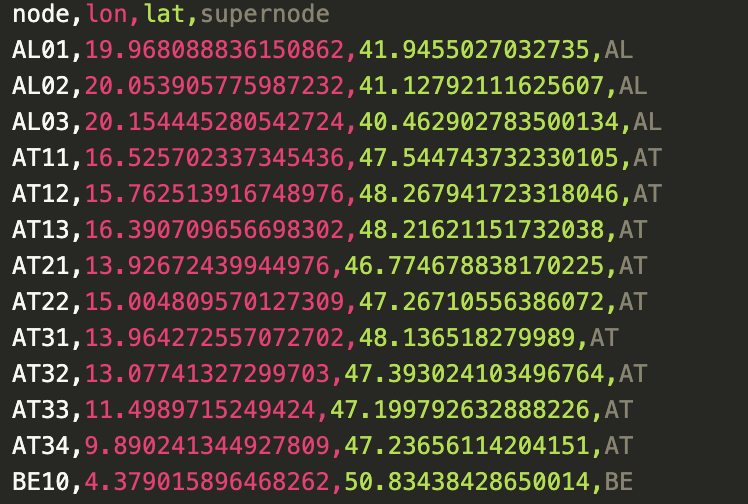 node,lon,lat,supernode
AL01,19.968088836150862,41.9455027032735,AL
AL02,20.053905775987232,41.12792111625607,AL
AL03,20.154445280542724,40.462902783500134,AL
AT11,16.525702337345436,47.544743732330105,AT
AT12,15.762513916748976,48.267941723318046,AT
AT13,16.390709656698302,48.21621151732038,AT
AT21,13.92672439944976,46.774678838170225,AT
AT22,15.004809570127309,47.26710556386072,AT
AT31,13.964272557072702,48.136518279989,AT
AT32,13.07741327299703,47.393024103496764,AT
AT33,11.4989715249424,47.199792632888226,AT
AT34,9.890241344927809,47.23656114204151,AT
BE10,4.379015896468262,50.83438428650014,BE